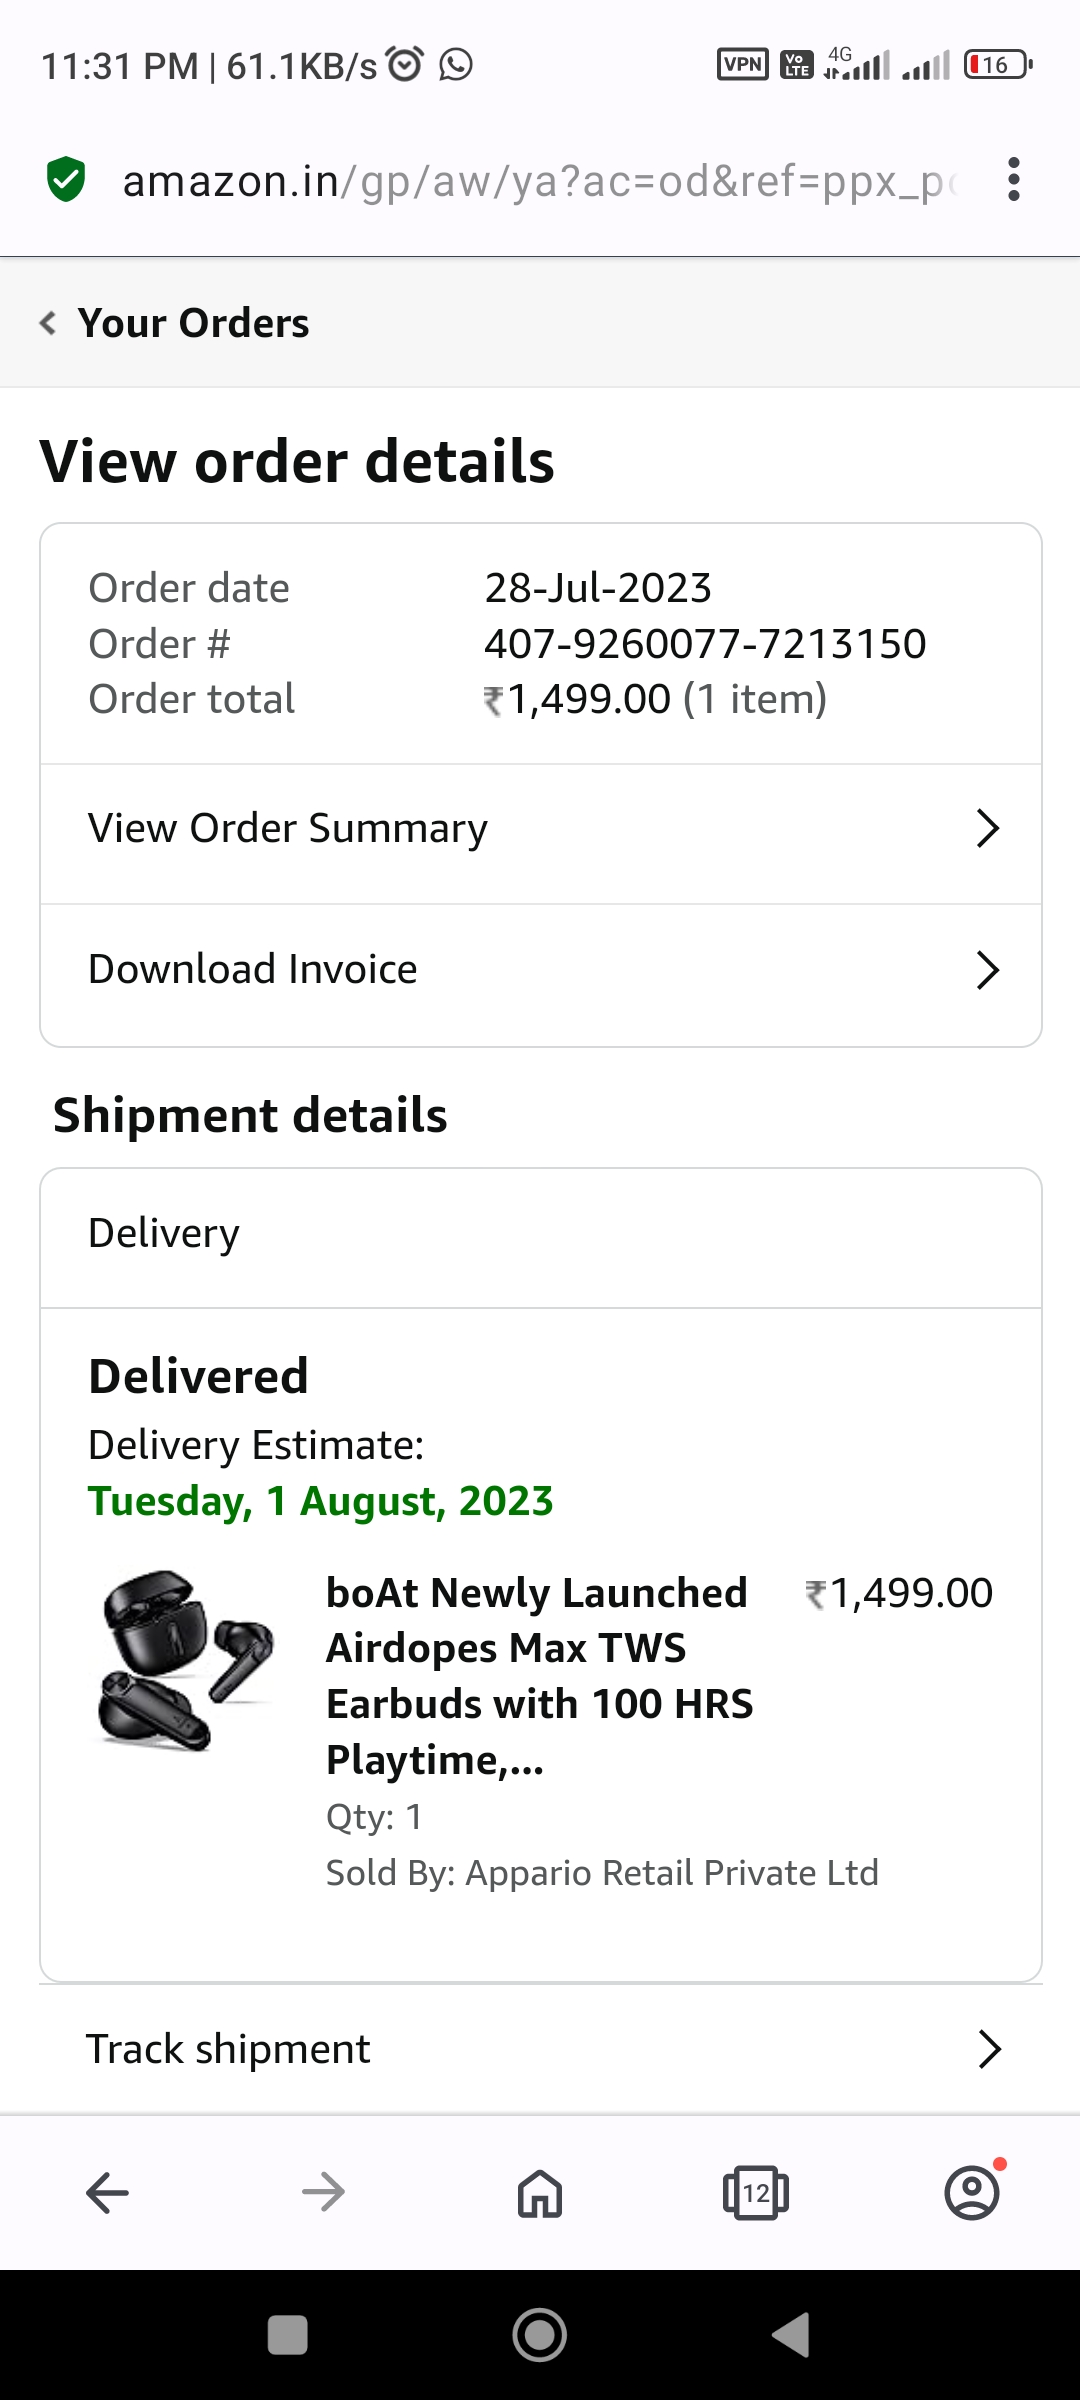 11:31 PM | 61.1KB/s
VPN Vo LTE 4G 16
amazon.in/gp/aw/ya?ac=od&ref=ppx_p
Your Orders
View order details
Order date 28-Jul-2023
Order # 407-9260077-7213150
Order total ₹1,499.00 (1 item)
View Order Summary
Download Invoice
Shipment details
Delivery
Delivered
Delivery Estimate:
Tuesday, 1 August, 2023
boAt Newly Launched ₹1,499.00
Airdopes Max TWS
Earbuds with 100 HRS
Playtime,...
Qty: 1
Sold By: Appario Retail Private Ltd
Track shipment
12